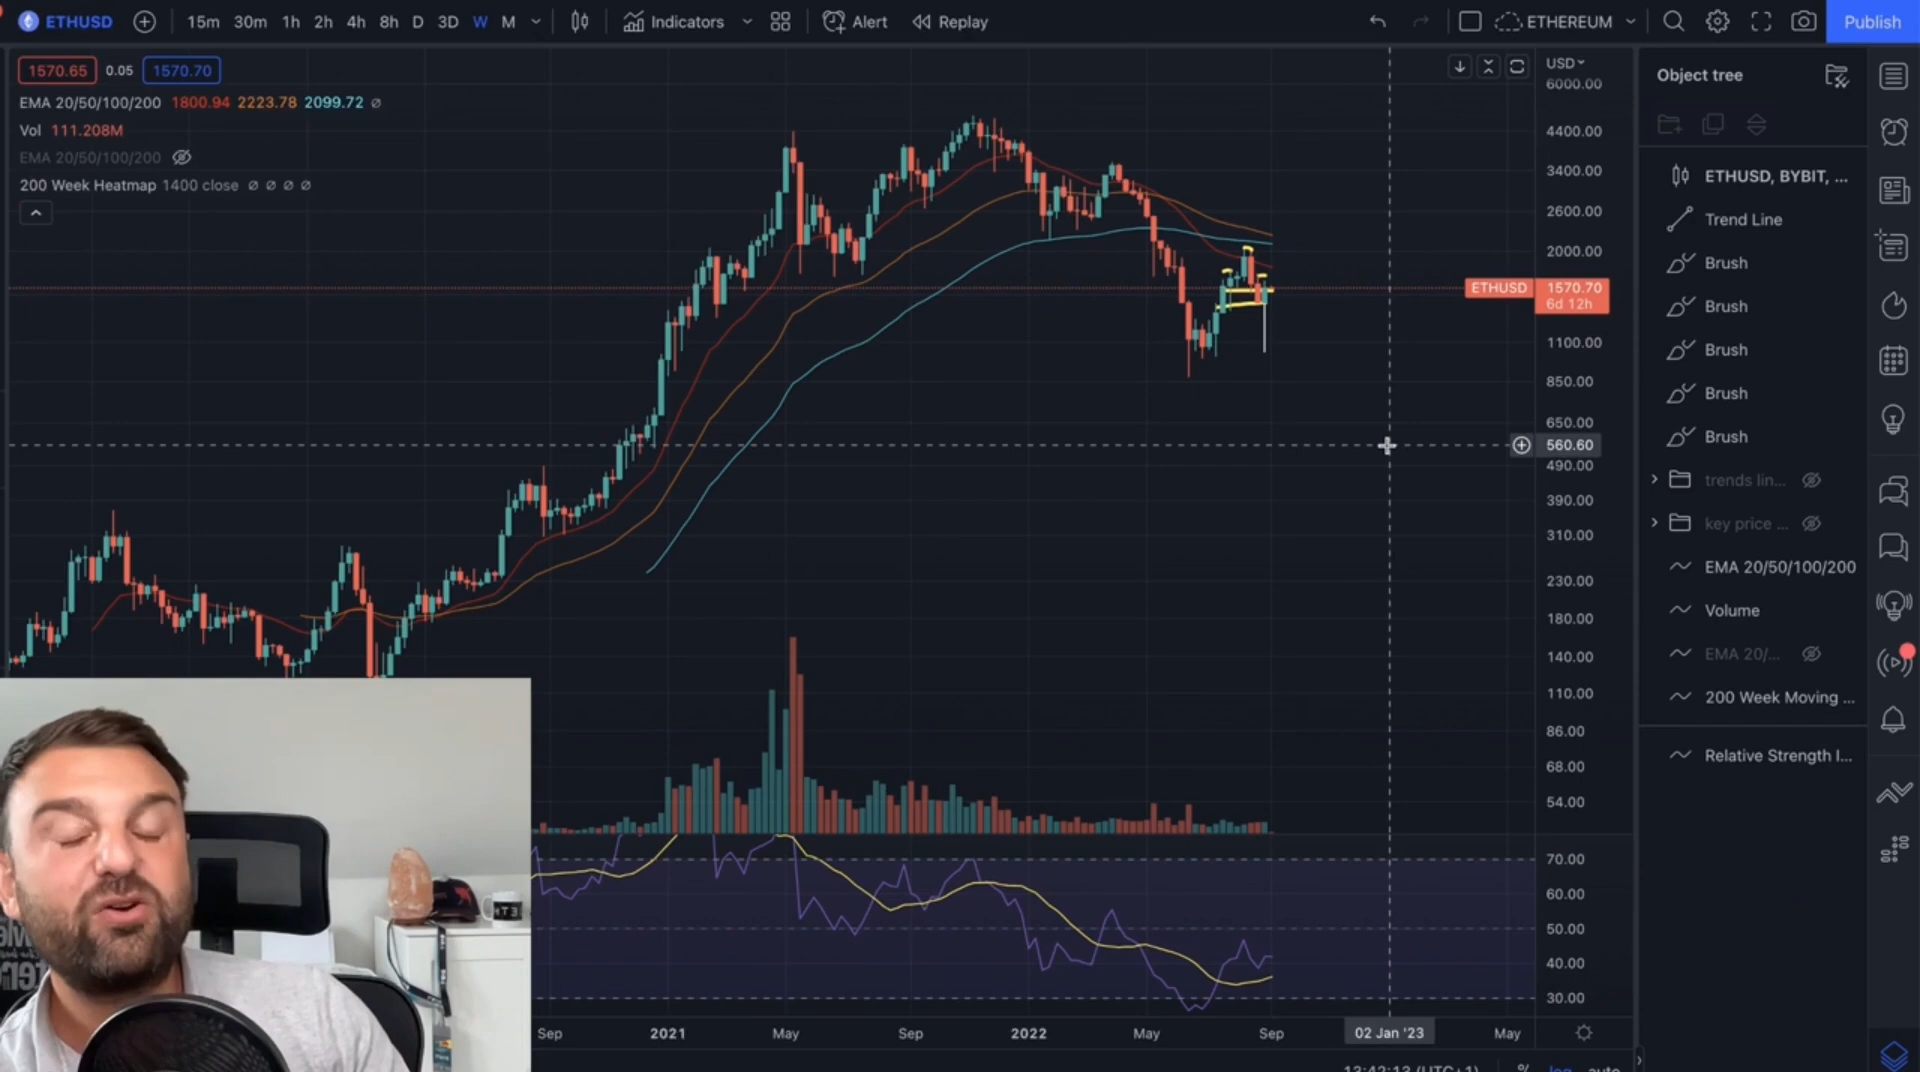 ETHUSD 15m 30m 1h 2h 4h 8h D 3D W M Indicators Alert Replay ETHEREUM Publish
1570.65 0.05 1570.70
EMA 20/50/100/200 1800.94 2223.78 2099.72 ∅
Vol 111.208M
EMA 20/50/100/200
200 Week Heatmap 1400 close ∅ ∅ ∅ ∅
USD
6000.00
4400.00
3400.00
2600.00
2000.00
ETHUSD 1570.70
6d 12h
1100.00
850.00
650.00
560.60
490.00
390.00
310.00
230.00
180.00
140.00
110.00
86.00
68.00
54.00
70.00
60.00
50.00
40.00
30.00
Sep 2021 May Sep 2022 May Sep 02 Jan '23 May
13:42:13 (UTC+1) % log auto
Object tree
ETHUSD, BYBIT, ...
Trend Line
Brush
Brush
Brush
Brush
Brush
trends lin...
key price ...
EMA 20/50/100/200
Volume
EMA 20/...
200 Week Moving ...
Relative Strength I...